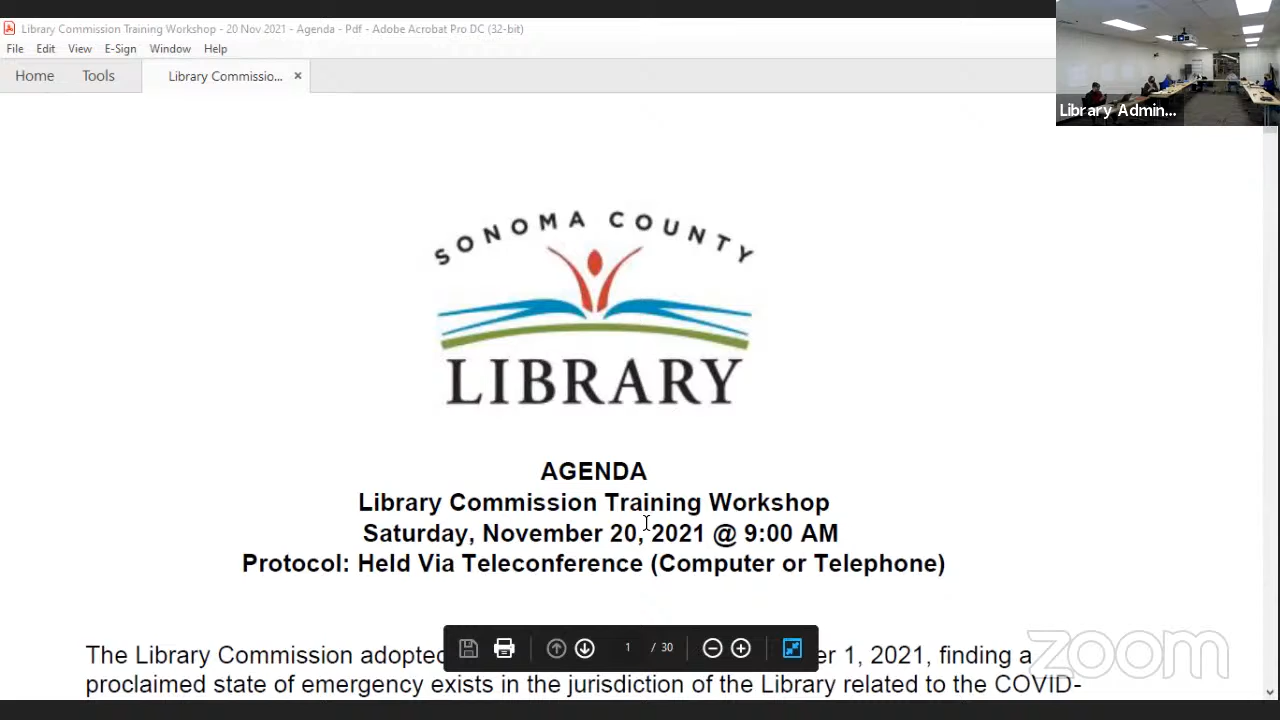 Library Commission Training Workshop - 20 Nov 2021 - Agenda - Pdf - Adobe Acrobat Pro DC (32-bit)
File Edit View E-Sign Window Help
Home Tools Library Commissio... ×
Library Admin...
SONOMA COUNTY
LIBRARY
AGENDA
Library Commission Training Workshop
Saturday, November 20, 2021 @ 9:00 AM
Protocol: Held Via Teleconference (Computer or Telephone)
1 / 30
The Library Commission adopted er 1, 2021, finding a
proclaimed state of emergency exists in the jurisdiction of the Library related to the COVID-
zoom